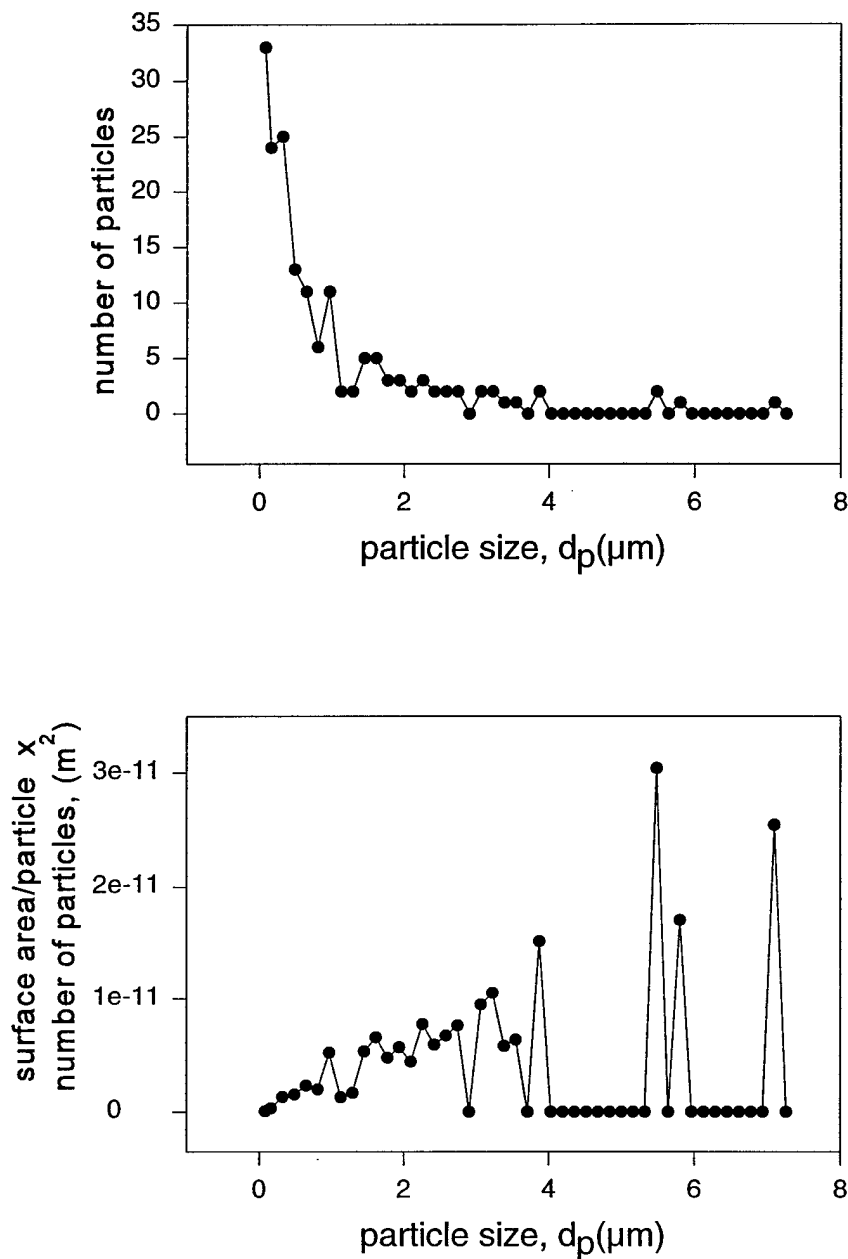 number of particles
35
30
25
20
15
10
5
0
0 2 4 6 8
particle size, dp(μm)
surface area/particle x
number of particles, (m2)
3e-11
2e-11
1e-11
0
0 2 4 6 8
particle size, dp(μm)